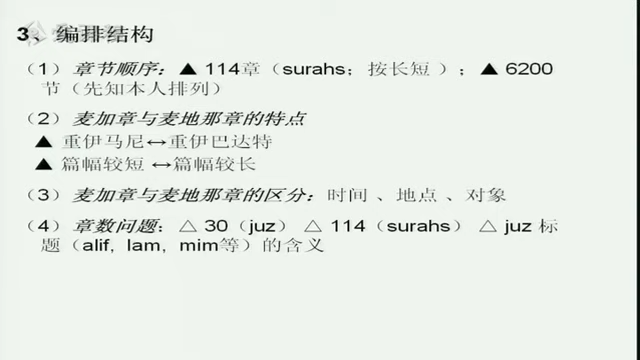 3、编排结构
（1）章节顺序：▲ 114章（surahs；按长短 ）；▲ 6200
节（先知本人排列）
（2）麦加章与麦地那章的特点
▲ 重伊马尼↔重伊巴达特
▲ 篇幅较短 ↔篇幅较长
（3）麦加章与麦地那章的区分：时间 、地点 、对象
（4）章数问题：△ 30（juz） △ 114（surahs） △ juz 标
题（alif，lam，mim等）的含义